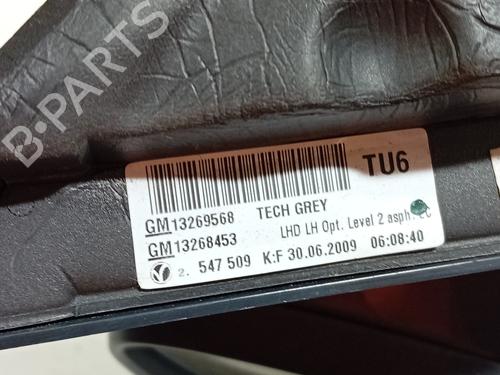 B-PARTS
TU6
GM13269568 TECH GREY
GM13268453 LHD LH Opt. Level 2 asph.
2. 547 509 K:F 30.06.2009 06:08:40